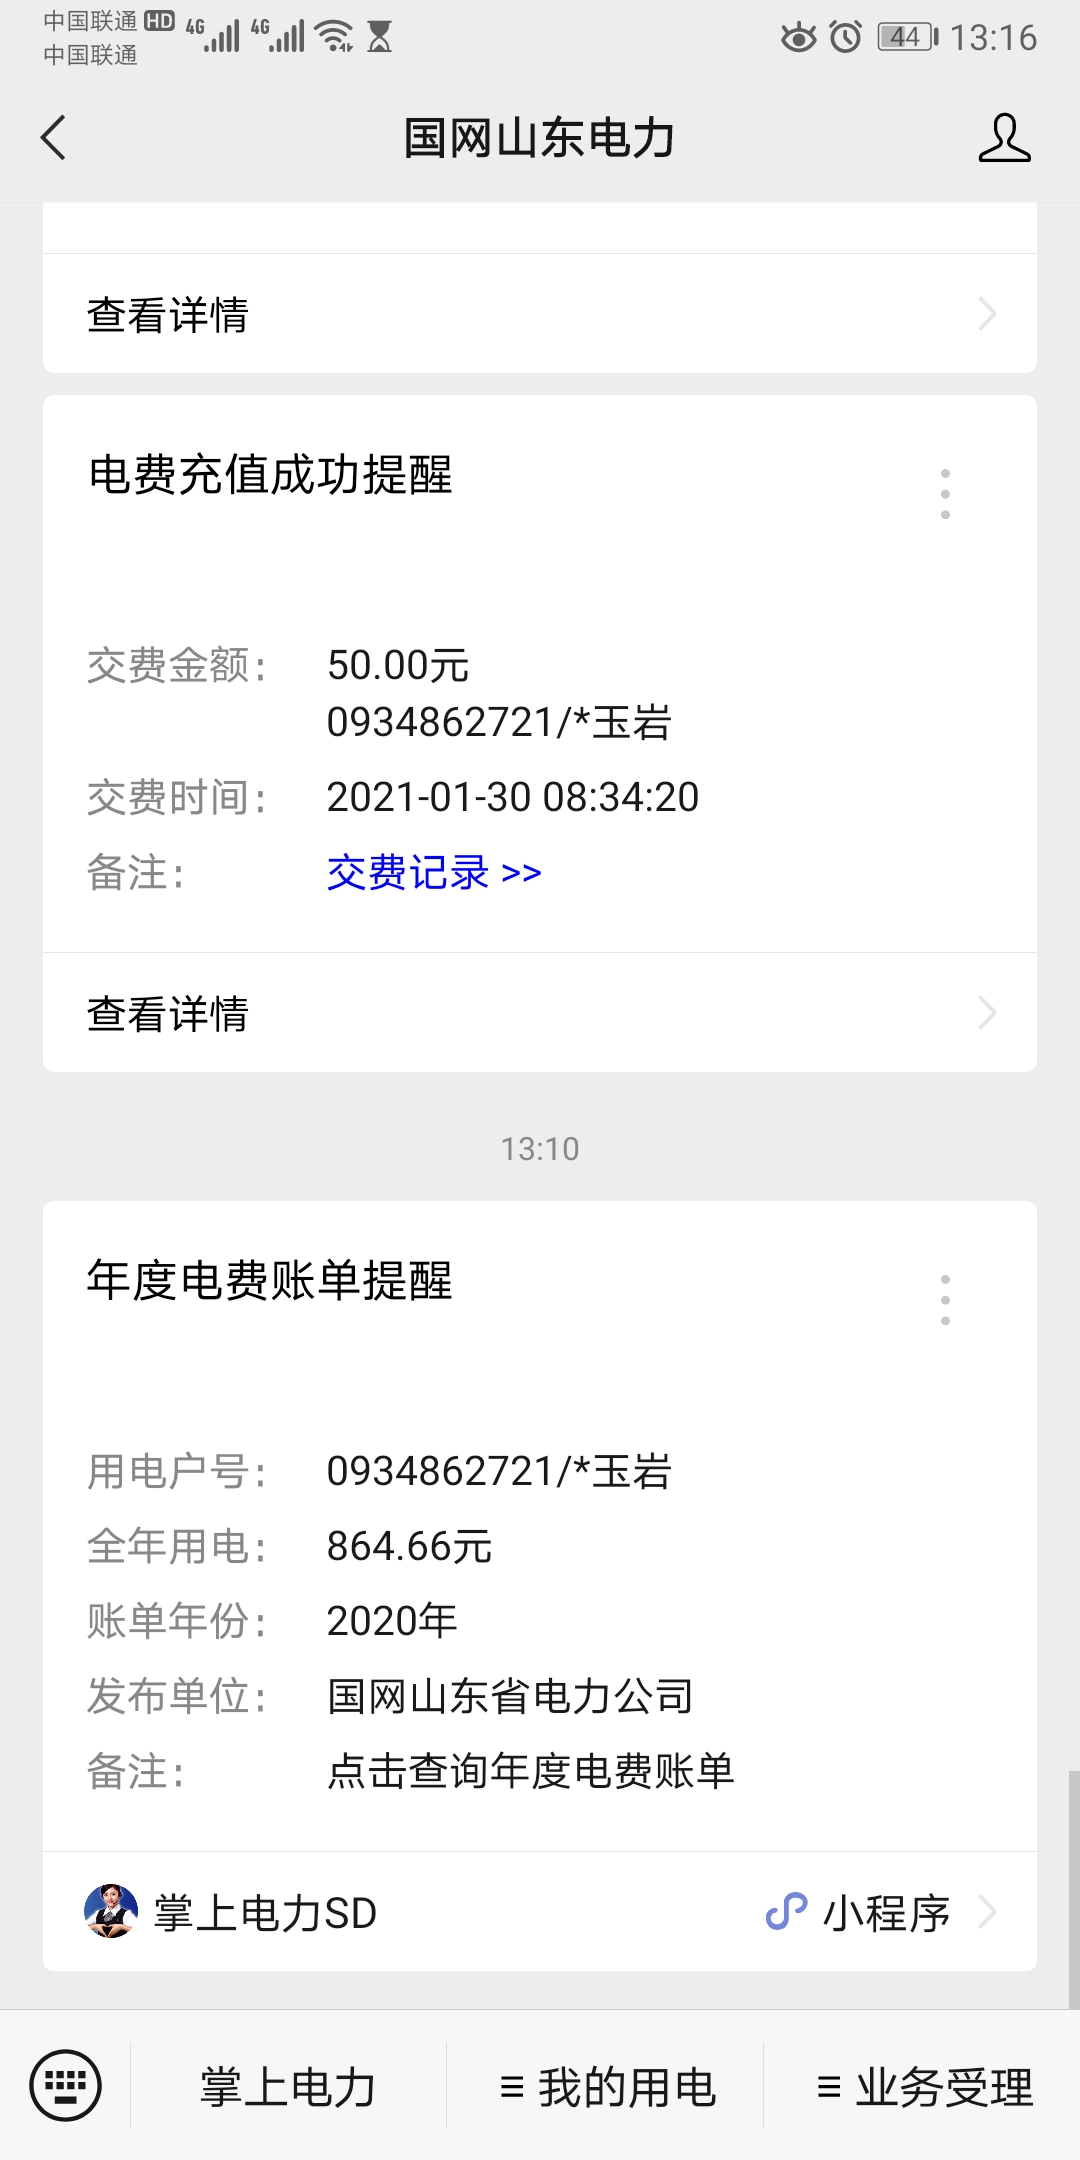 中国联通 HD 4G 4G 44 13:16
中国联通
国网山东电力
查看详情
电费充值成功提醒
交费金额: 50.00元
0934862721/*玉岩
交费时间: 2021-01-30 08:34:20
备注: 交费记录 >>
查看详情
13:10
年度电费账单提醒
用电户号: 0934862721/*玉岩
全年用电: 864.66元
账单年份: 2020年
发布单位: 国网山东省电力公司
备注: 点击查询年度电费账单
掌上电力SD 小程序
掌上电力 我的用电 业务受理